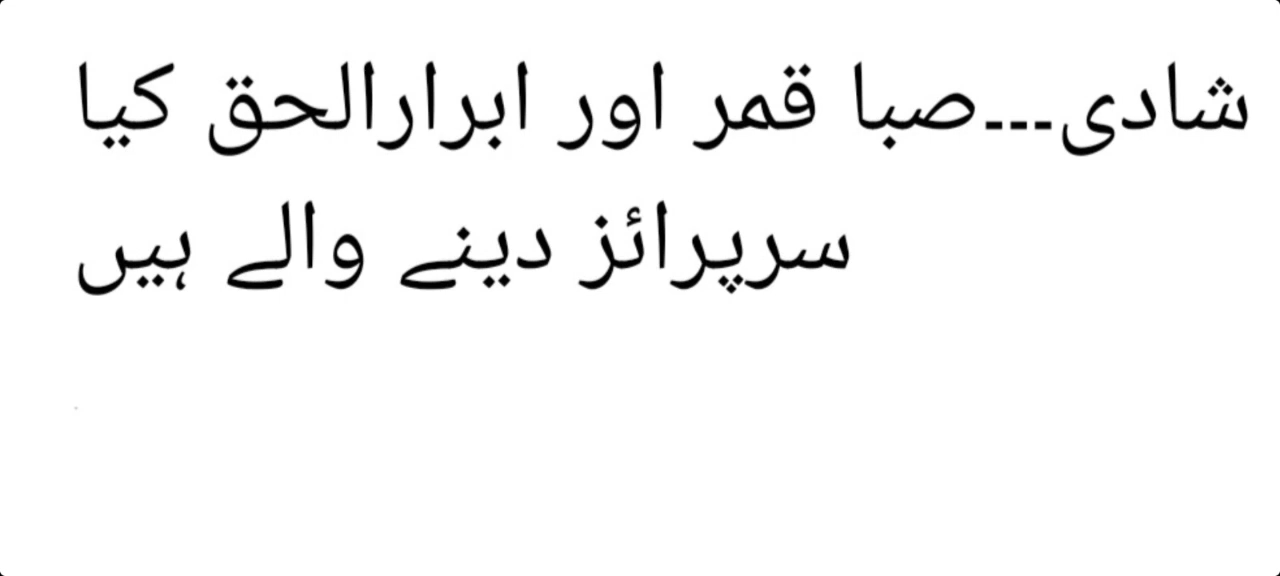 شادی---صبا قمر اور ابرارالحق کیا
سرپرائز دینے والے ہیں